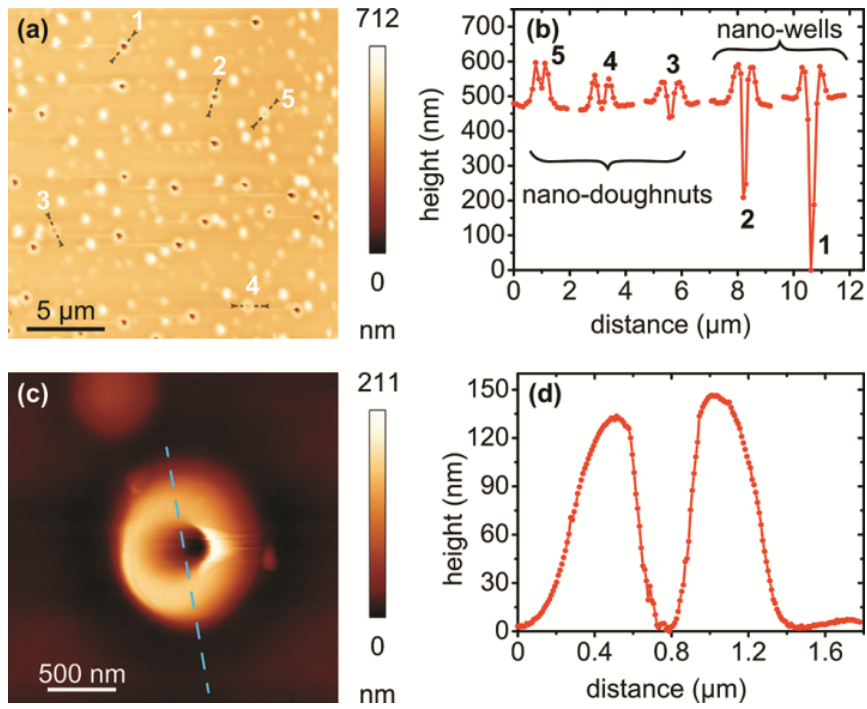 (a)
1
2
5
3
4
5 µm
712
0
nm
(b)
nano-wells
5
4
3
nano-doughnuts
2
1
height (nm)
700
600
500
400
300
200
100
0
0 2 4 6 8 10 12
distance (µm)
(c)
500 nm
211
0
nm
(d)
height (nm)
150
120
90
60
30
0
0.0 0.4 0.8 1.2 1.6
distance (µm)